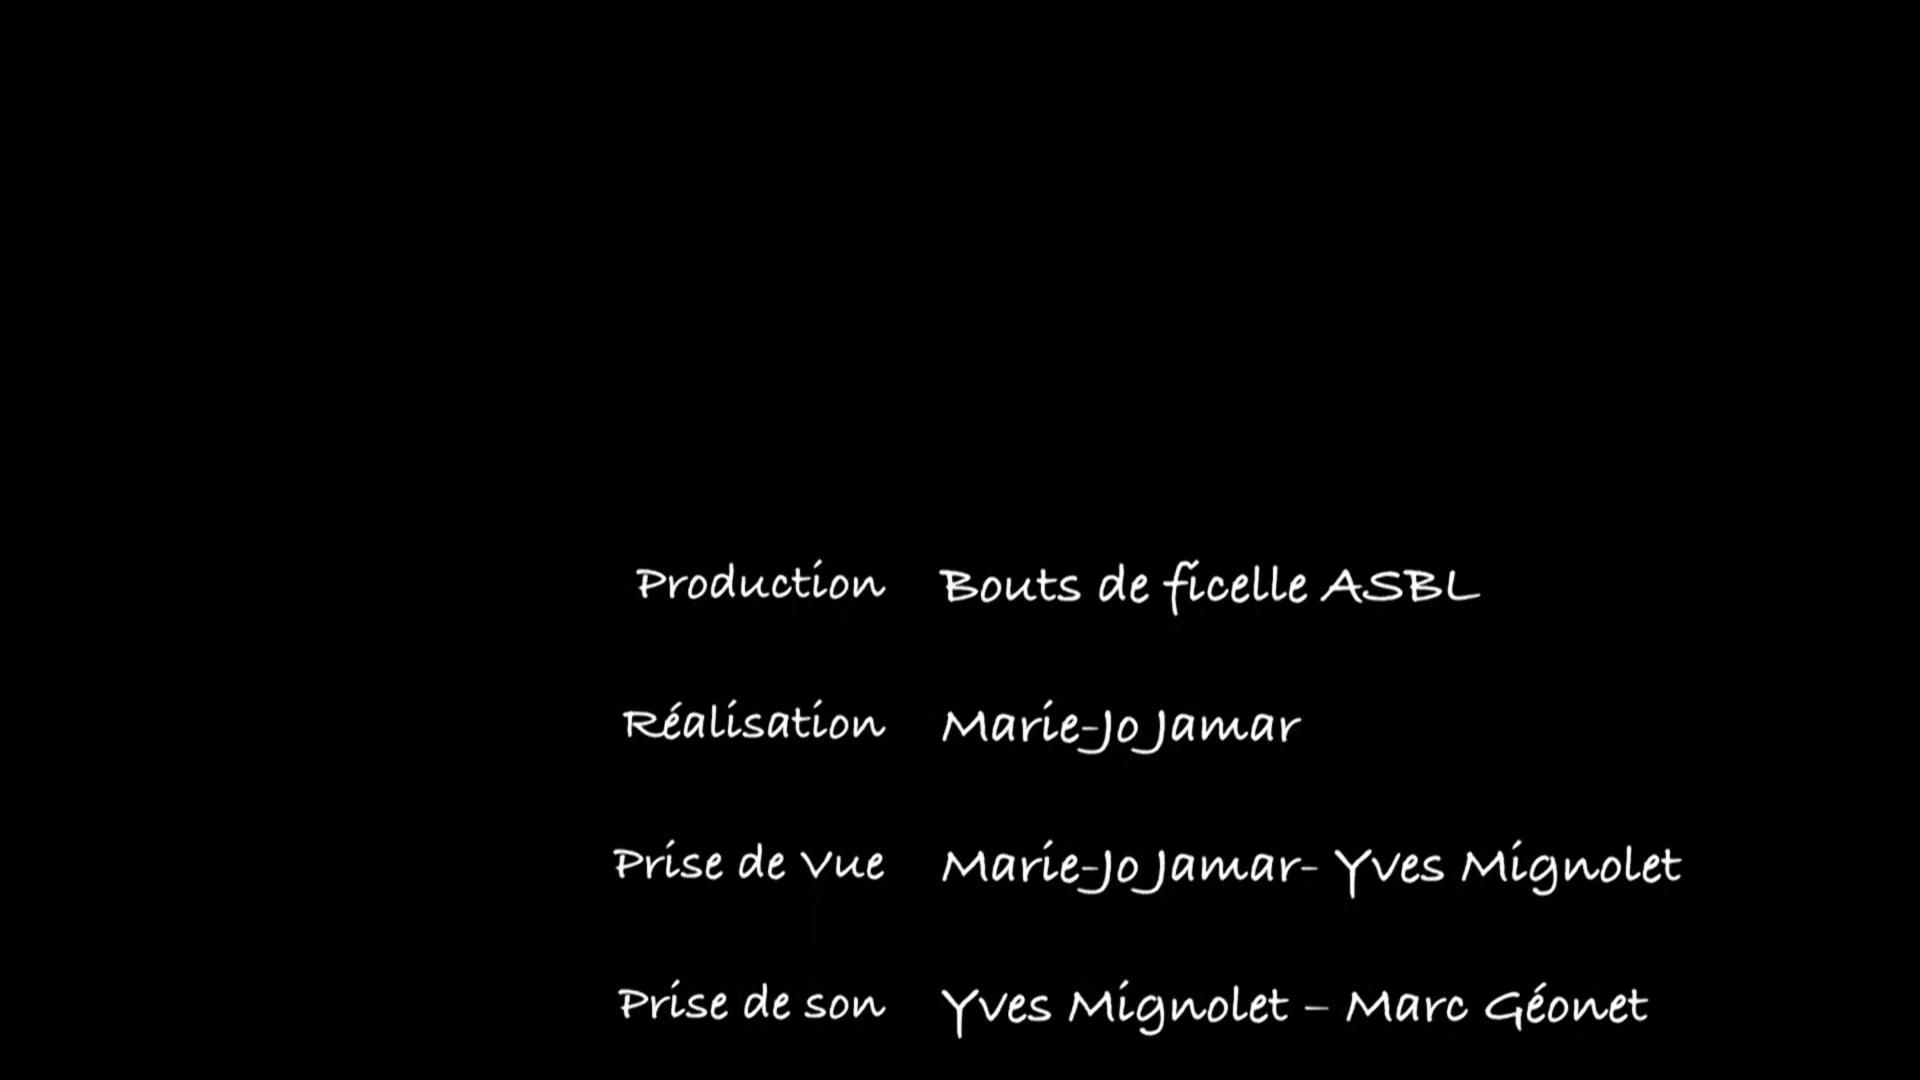 Production Bouts de ficelle ASBL
Réalisation Marie-Jo Jamar
Prise de vue Marie-Jo Jamar- Yves Mignolet
Prise de son Yves Mignolet – Marc Géonet